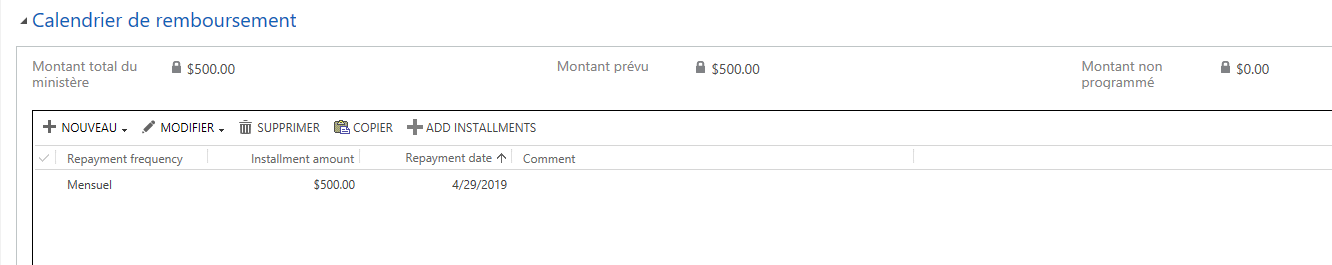 Calendrier de remboursement
Montant total du ministère $500.00 Montant prévu $500.00 Montant non programmé $0.00
NOUVEAU MODIFIER SUPPRIMER COPIER ADD INSTALLMENTS
Repayment frequency Installment amount Repayment date Comment
Mensuel $500.00 4/29/2019